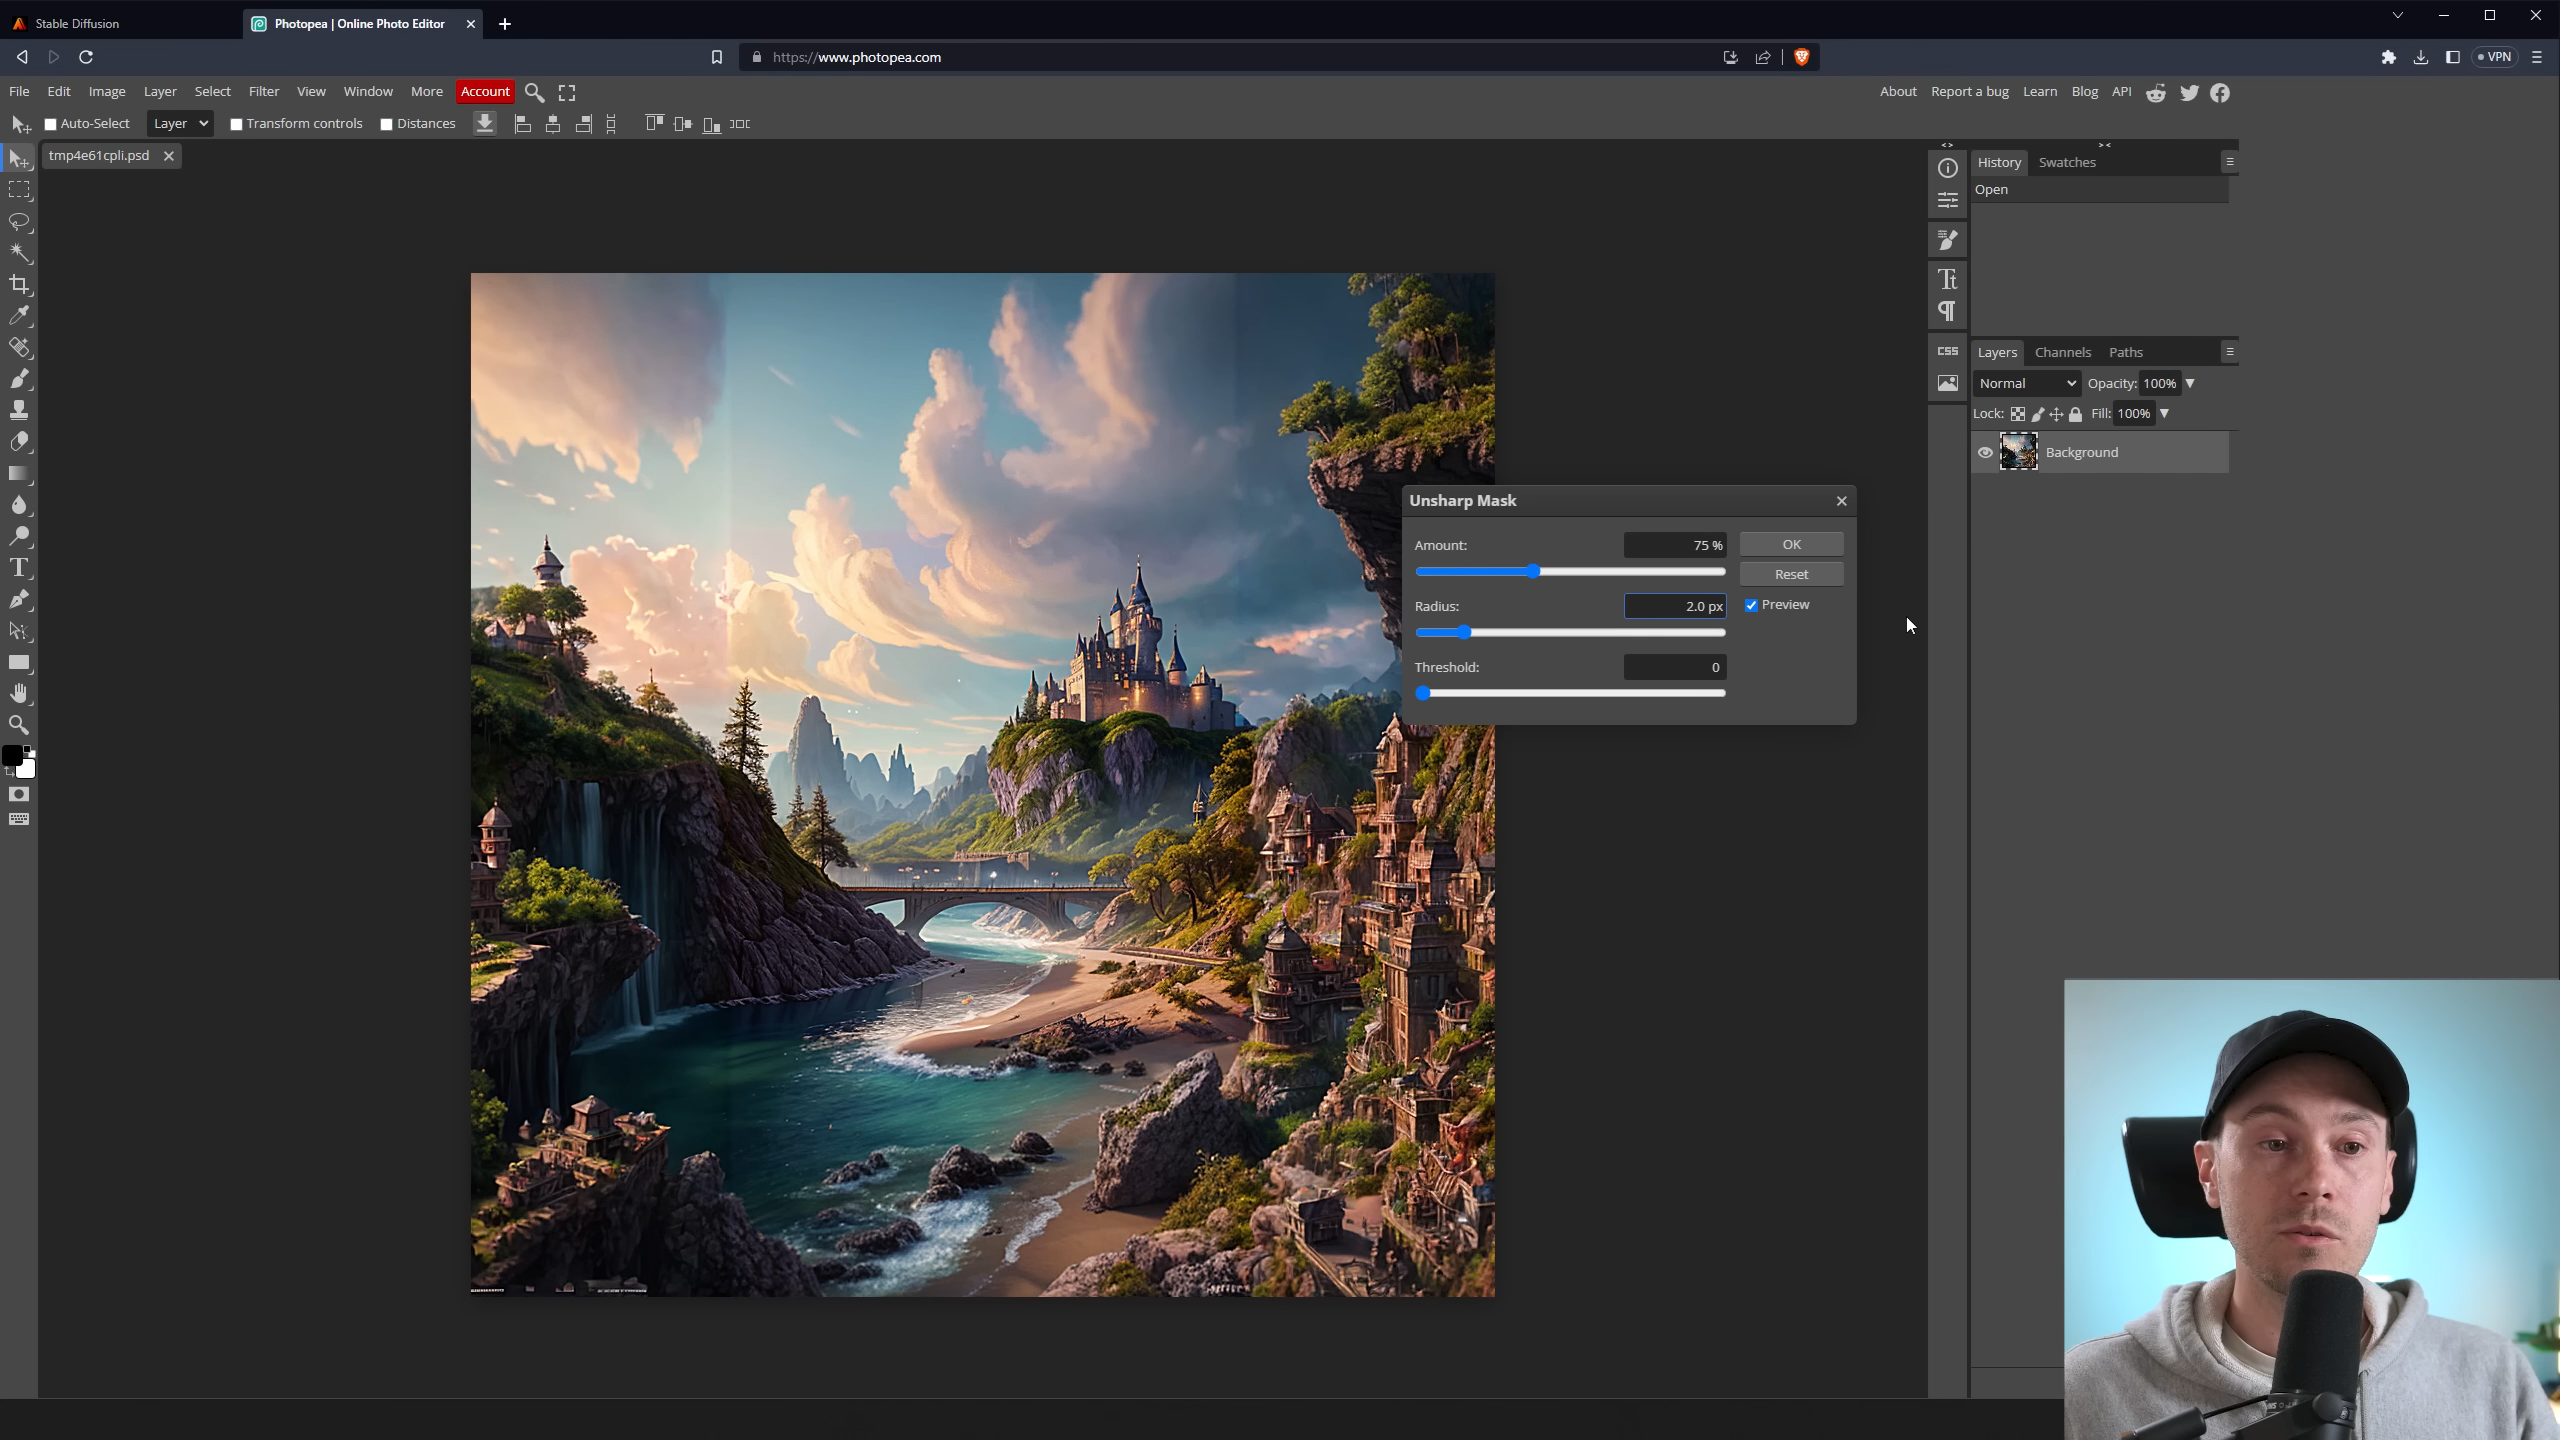 Stable Diffusion
Photopea | Online Photo Editor
https://www.photopea.com
VPN
File Edit Image Layer Select Filter View Window More Account
About Report a bug Learn Blog API
Auto-Select Layer Transform controls Distances
tmp4e61cpli.psd
History Swatches
Open
Layers Channels Paths
Normal Opacity: 100%
Lock: Fill: 100%
Background
CSS
Unsharp Mask
Amount: 75 % OK
Reset
Radius: 2.0 px Preview
Threshold: 0